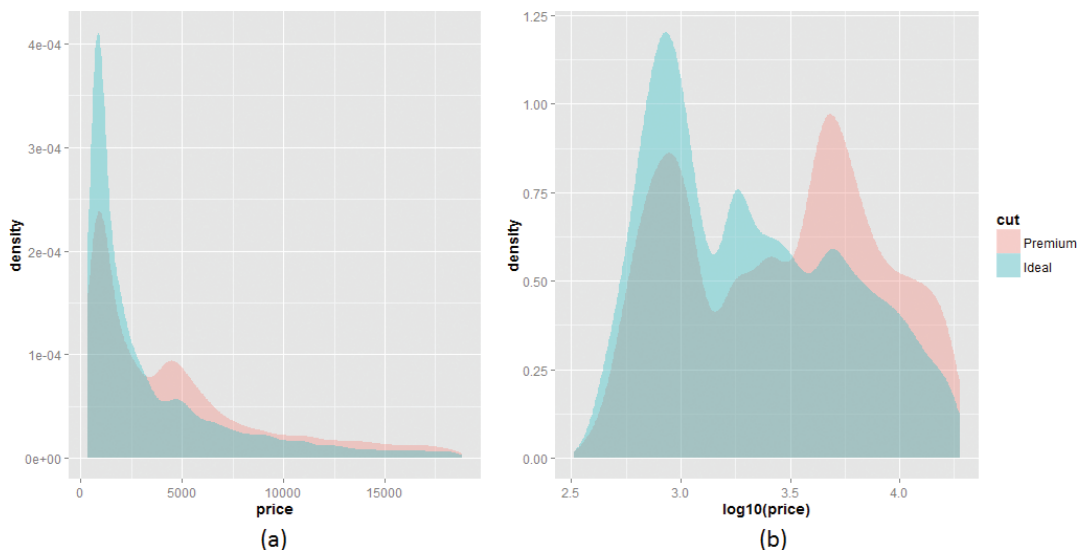 4e-04
3e-04
2e-04
1e-04
0e+00
density
0
5000
10000
15000
price
(a)
1.25
1.00
0.75
0.50
0.25
0.00
density
2.5
3.0
3.5
4.0
log10(price)
(b)
cut
Premium
Ideal